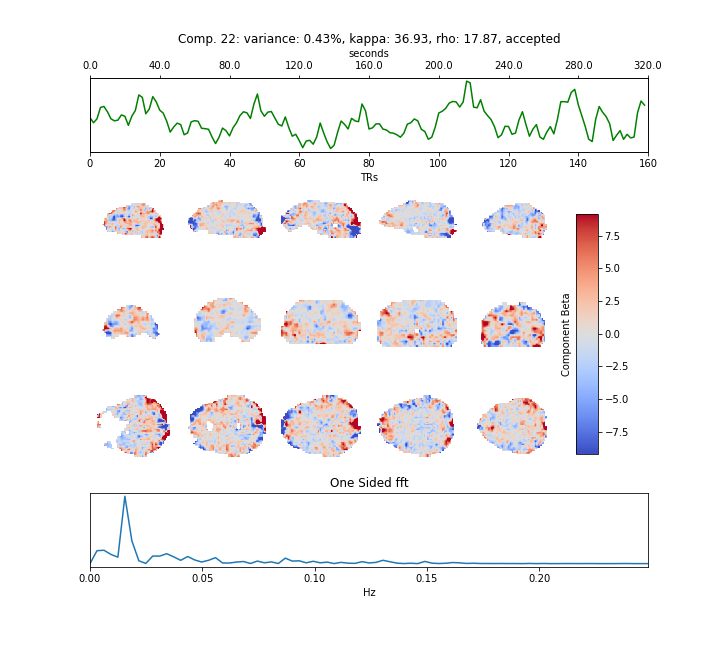 Comp. 22: variance: 0.43%, kappa: 36.93, rho: 17.87, accepted
seconds
0.0 40.0 80.0 120.0 160.0 200.0 240.0 280.0 320.0
0 20 40 60 80 100 120 140 160
TRs
7.5
5.0
2.5
0.0
−2.5
−5.0
−7.5
Component Beta
One Sided fft
0.00 0.05 0.10 0.15 0.20
Hz